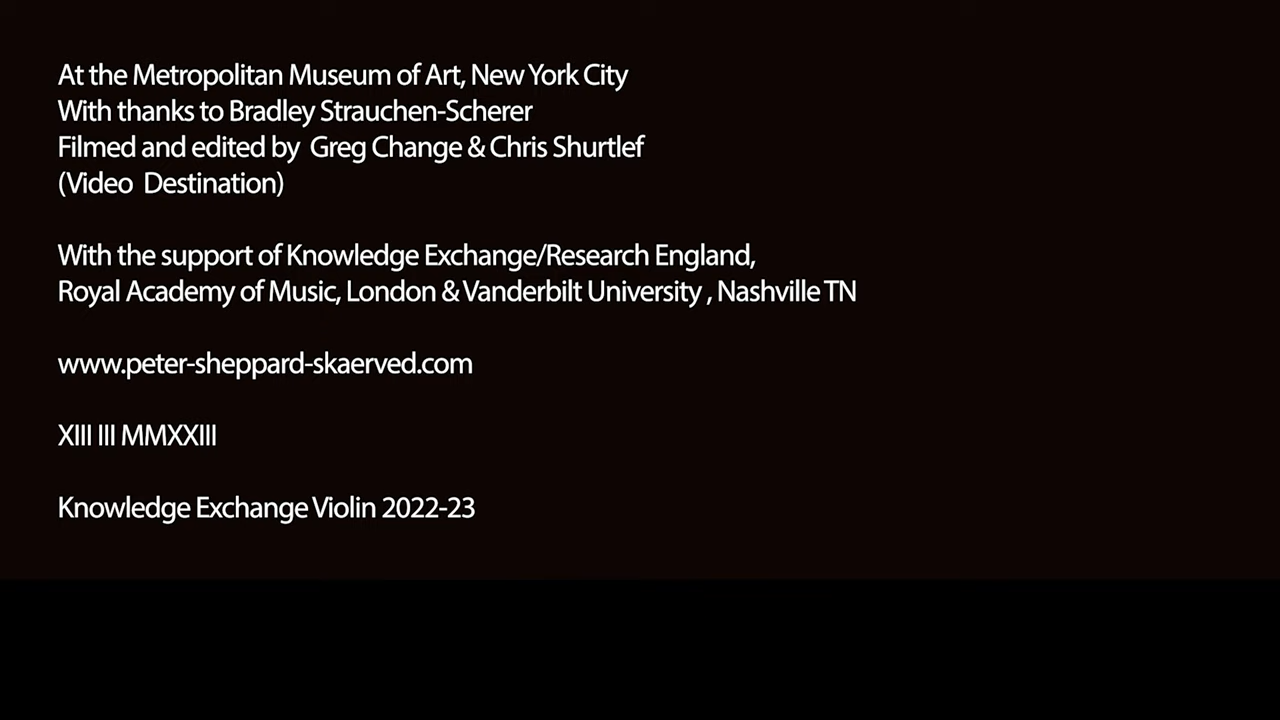 At the Metropolitan Museum of Art, New York City
With thanks to Bradley Strauchen-Scherer
Filmed and edited by Greg Change & Chris Shurtlef
(Video Destination)
With the support of Knowledge Exchange/Research England,
Royal Academy of Music, London & Vanderbilt University , Nashville TN
www.peter-sheppard-skaerved.com
XIII III MMXXIII
Knowledge Exchange Violin 2022-23